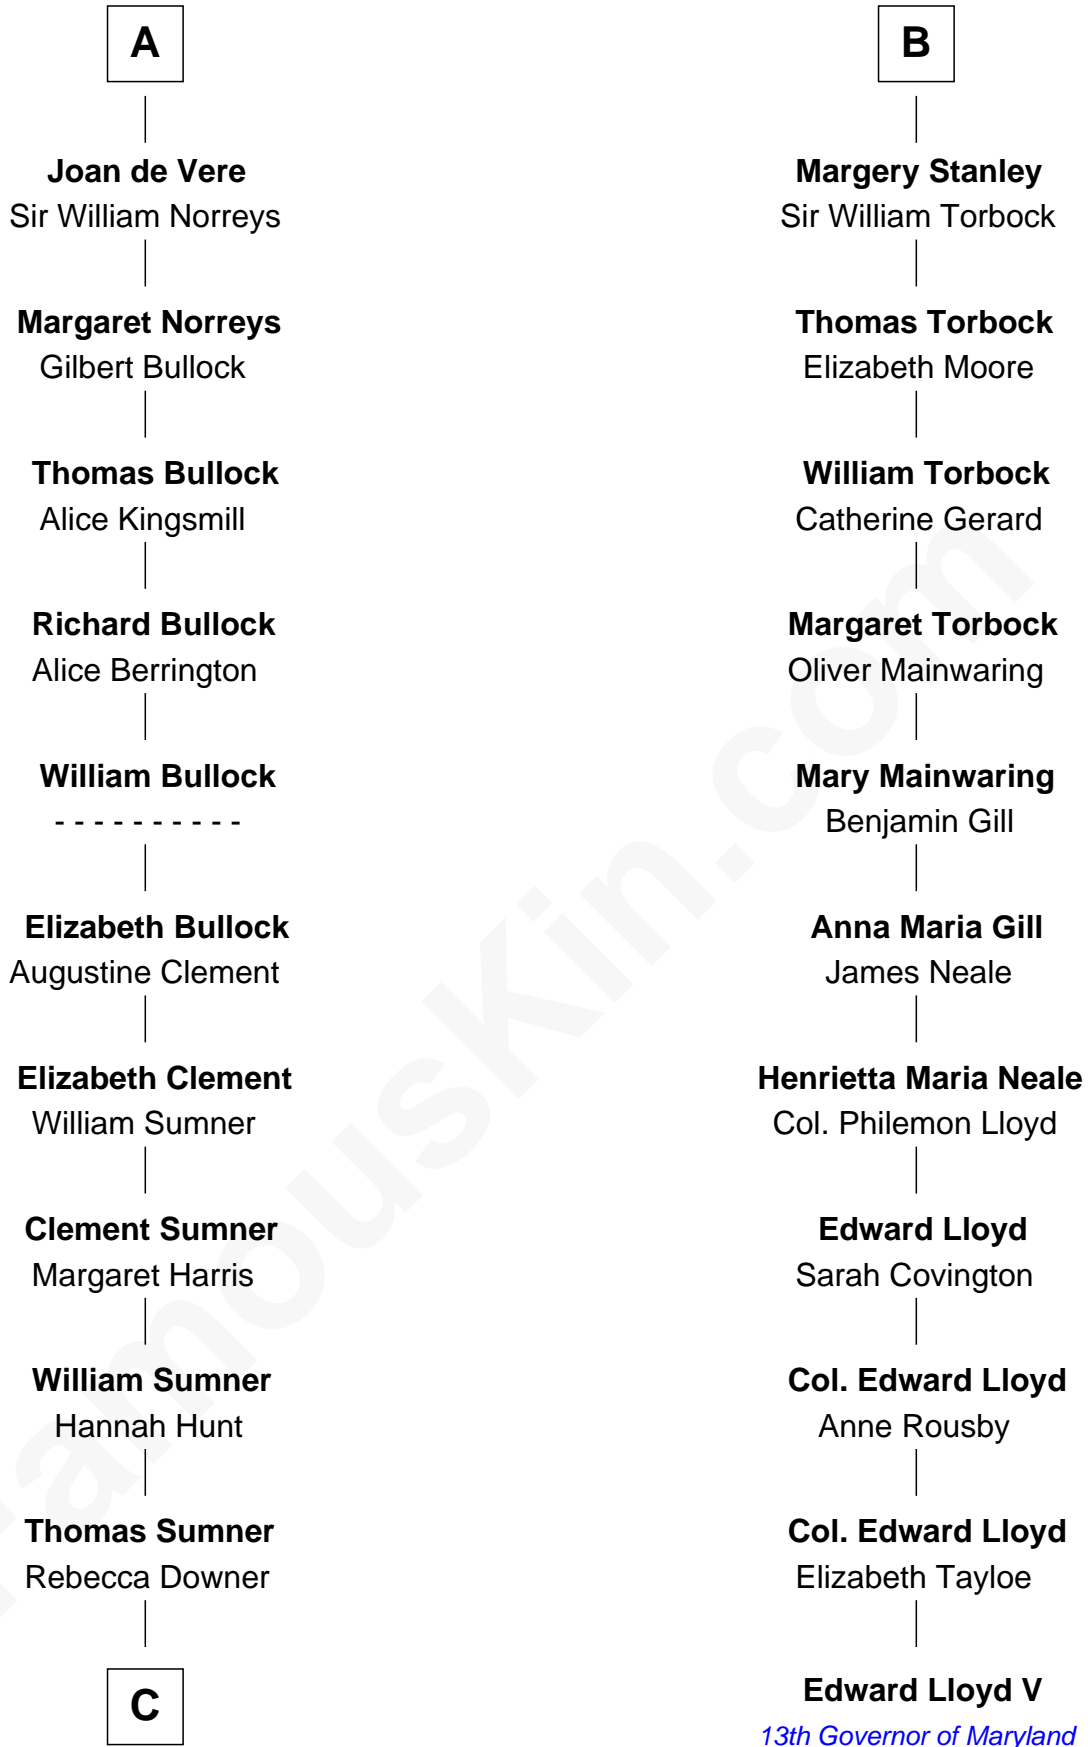 A
Joan de Vere
Sir William Norreys
Margaret Norreys
Gilbert Bullock
Thomas Bullock
Alice Kingsmill
Richard Bullock
Alice Berrington
William Bullock
- - - - - - - - - -
Elizabeth Bullock
Augustine Clement
Elizabeth Clement
William Sumner
Clement Sumner
Margaret Harris
William Sumner
Hannah Hunt
Thomas Sumner
Rebecca Downer
C
B
Margery Stanley
Sir William Torbock
Thomas Torbock
Elizabeth Moore
William Torbock
Catherine Gerard
Margaret Torbock
Oliver Mainwaring
Mary Mainwaring
Benjamin Gill
Anna Maria Gill
James Neale
Henrietta Maria Neale
Col. Philemon Lloyd
Edward Lloyd
Sarah Covington
Col. Edward Lloyd
Anne Rousby
Col. Edward Lloyd
Elizabeth Tayloe
Edward Lloyd V
13th Governor of Maryland
FamousKin.com